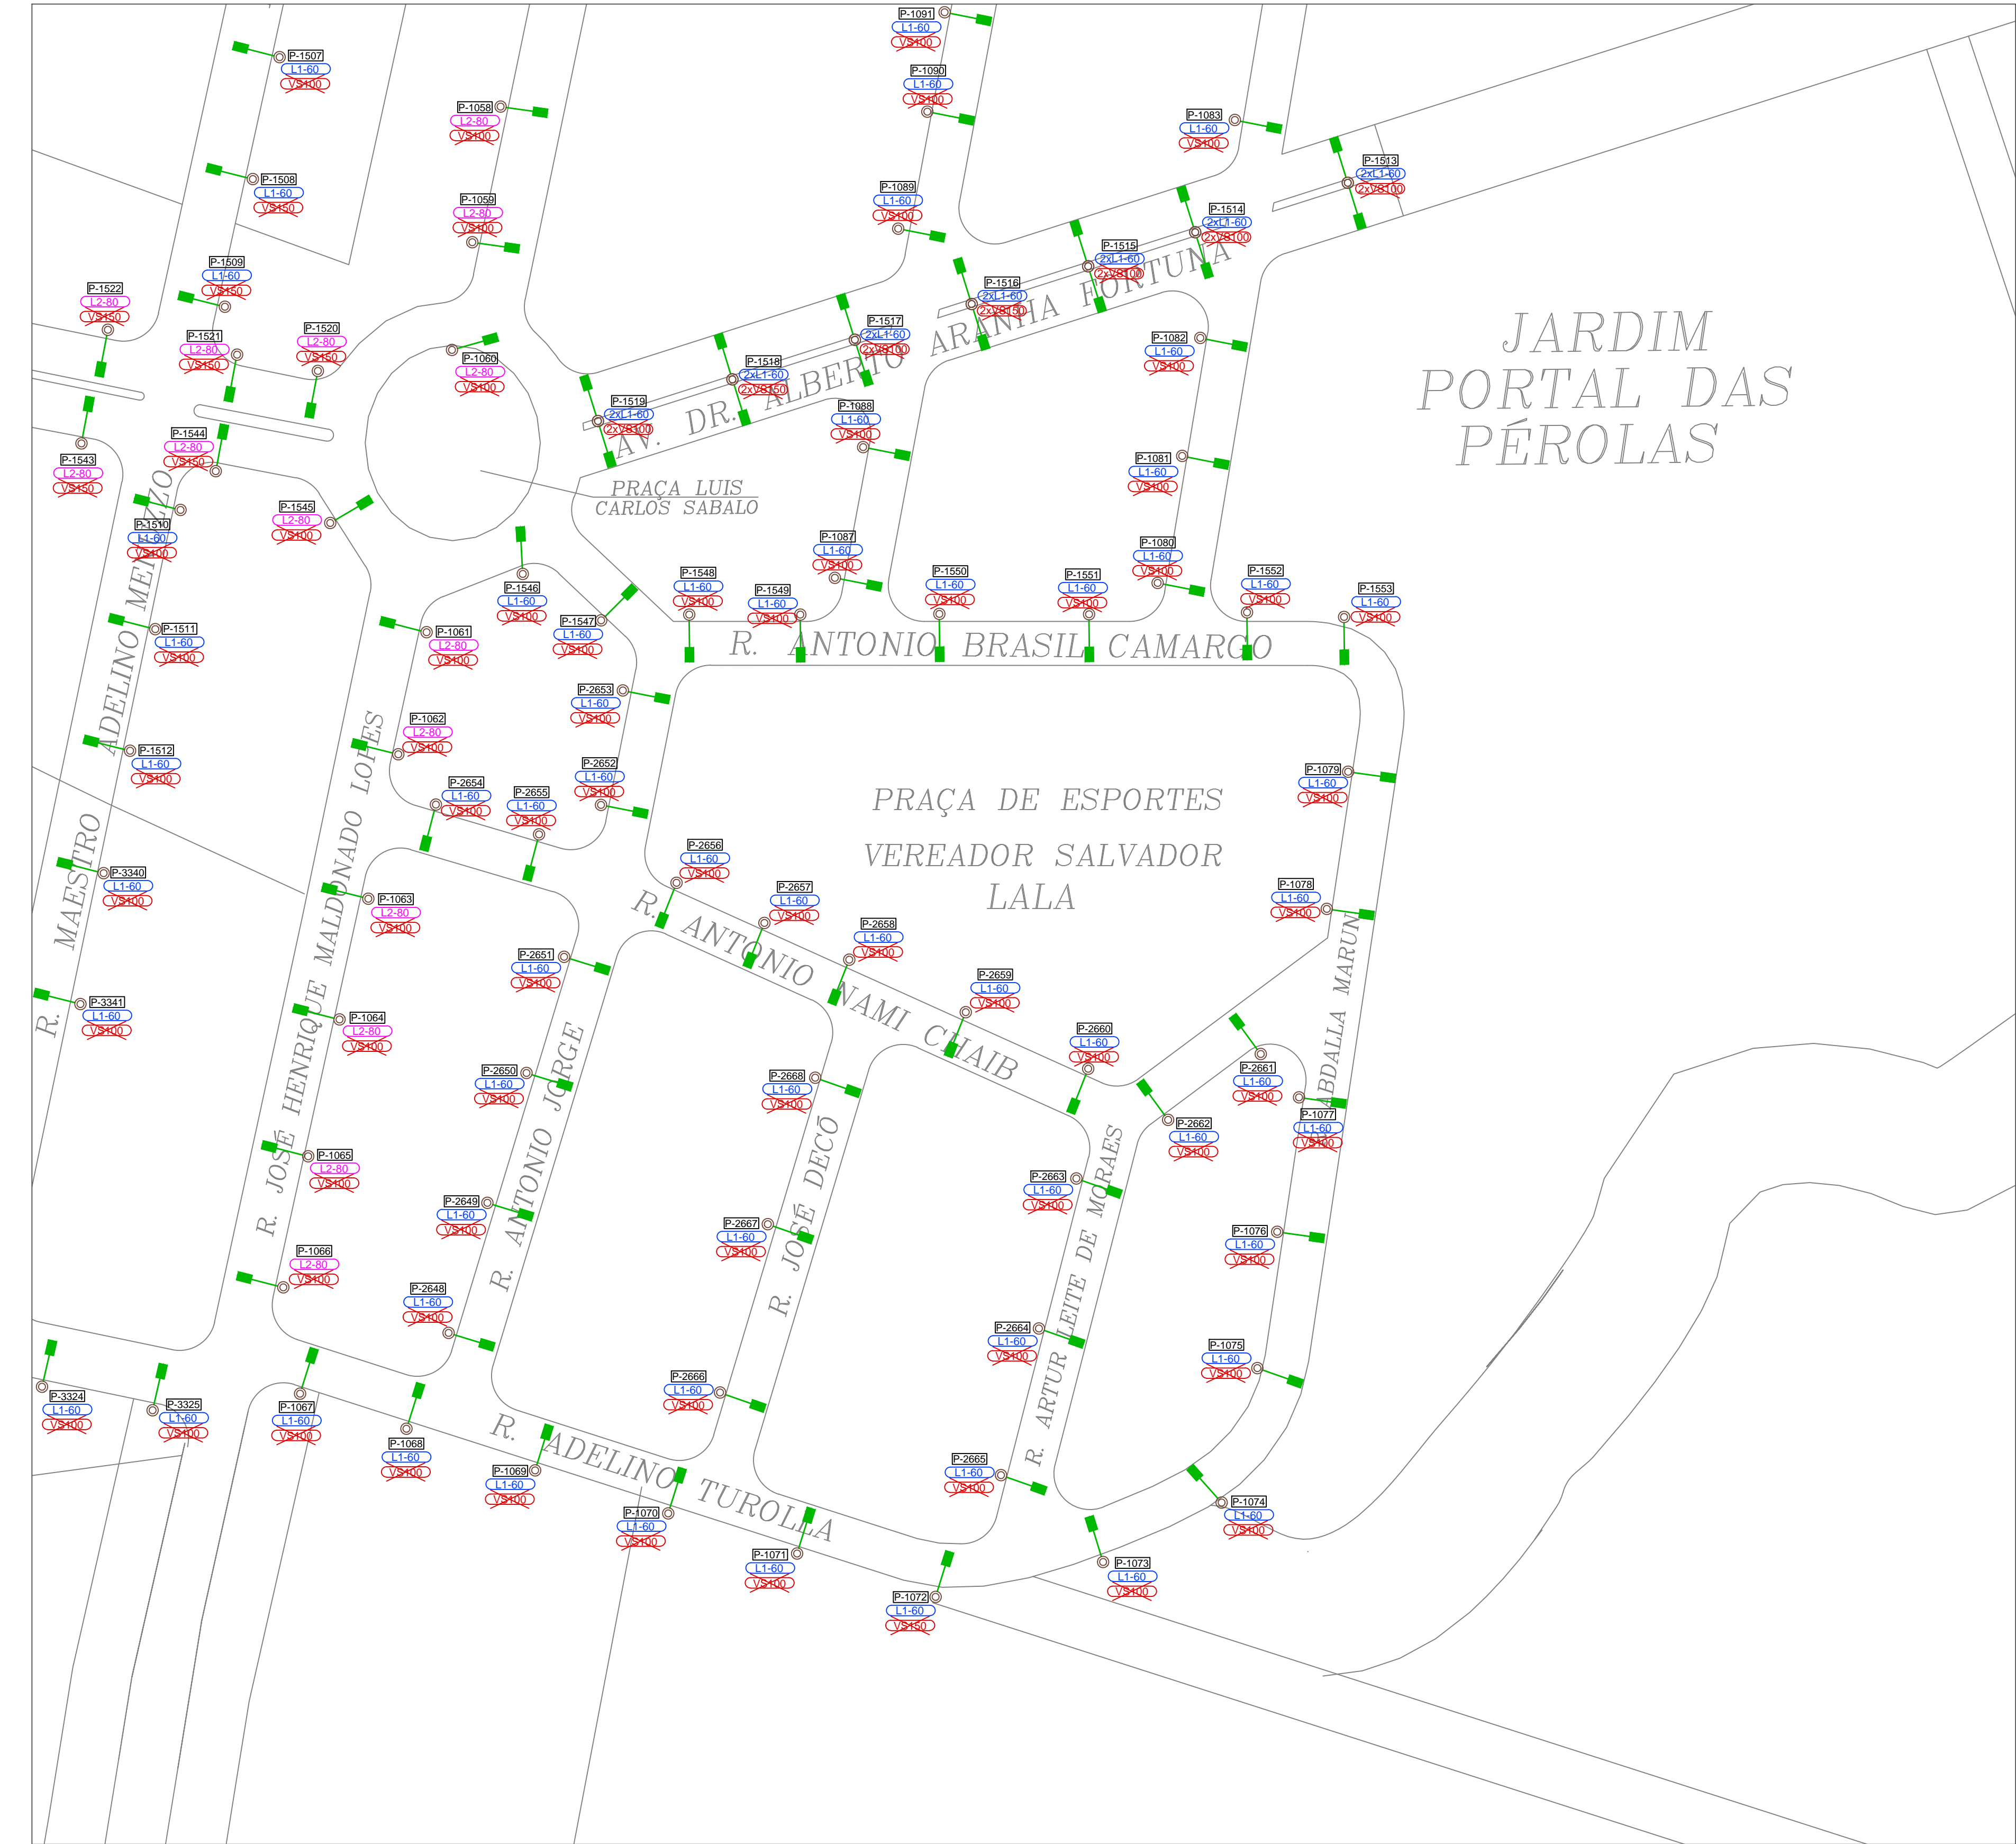 P-1091
L1-60
VS100
P-1507
L1-60
VS100
P-1090
L1-60
VS100
P-1058
L2-80
VS100
P-1083
L1-60
VS100
P-1513
2xL1-60
2xVS100
P-1508
L1-60
VS150
P-1089
L1-60
VS100
P-1059
L2-80
VS100
P-1514
2xL1-60
2xVS100
P-1515
2xL1-60
2xVS100
P-1509
L1-60
VS150
P-1516
2xL1-60
2xVS150
P-1522
L2-80
VS150
P-1521
L2-80
VS150
P-1520
L2-80
VS150
P-1517
2xL1-60
2xVS100
P-1082
L1-60
VS100
P-1060
L2-80
VS100
P-1518
2xL1-60
2xVS150
P-1519
2xL1-60
2xVS100
AV. DR. ALBERTO ARANHA FORTUNA
JARDIM
PORTAL DAS
PÉROLAS
P-1088
L1-60
VS100
P-1544
L2-80
VS150
P-1543
L2-80
VS150
P-1081
L1-60
VS100
PRAÇA LUIS
CARLOS SABALO
P-1545
L2-80
VS100
P-1510
L1-60
VS100
P-1087
L1-60
VS100
P-1080
L1-60
VS100
P-1546
L1-60
VS100
P-1548
L1-60
VS100
P-1549
L1-60
VS100
P-1550
L1-60
VS100
P-1551
L1-60
VS100
P-1552
L1-60
VS100
P-1553
L1-60
VS100
P-1547
L1-60
VS100
P-1061
L2-80
VS100
P-1511
L1-60
VS100
R. ANTONIO BRASIL CAMARGO
P-2653
L1-60
VS100
P-1062
L2-80
VS100
P-1512
L1-60
VS100
P-2652
L1-60
VS100
P-1079
L1-60
VS100
P-2654
L1-60
VS100
P-2655
L1-60
VS100
PRAÇA DE ESPORTES
VEREADOR SALVADOR
LALA
P-2656
L1-60
VS100
P-3340
L1-60
VS100
P-2657
L1-60
VS100
P-1078
L1-60
VS100
P-1063
L2-80
VS100
P-2658
L1-60
VS100
P-2651
L1-60
VS100
P-2659
L1-60
VS100
R. ANTONIO NAMI CHAIB
P-3341
L1-60
VS100
R. MAESTRO ADELINO
P-1064
L2-80
VS100
R. JOSÉ HENRIQUE MALDONADO LOPES
P-2660
L1-60
VS100
P-2661
L1-60
VS100
P-2650
L1-60
VS100
P-2668
L1-60
VS100
ABDALLA MARUN
P-1077
L1-60
VS100
P-2662
L1-60
VS100
P-1065
L2-80
VS100
P-2663
L1-60
VS100
P-2649
L1-60
VS100
R. ANTONIO JORGE
P-2667
L1-60
VS100
R. JOSÉ DECÓ
P-1076
L1-60
VS100
P-1066
L2-80
VS100
P-2648
L1-60
VS100
P-2664
L1-60
VS100
R. ARTUR LEITE DE MORAES
P-1075
L1-60
VS100
P-2666
L1-60
VS100
P-3324
L1-60
VS100
P-3325
L1-60
VS100
P-1067
L1-60
VS100
P-1068
L1-60
VS100
P-2665
L1-60
VS100
P-1069
L1-60
VS100
R. ADELINO TUROLLA
P-1070
L1-60
VS100
P-1074
L1-60
VS100
P-1071
L1-60
VS100
P-1073
L1-60
VS100
P-1072
L1-60
VS150